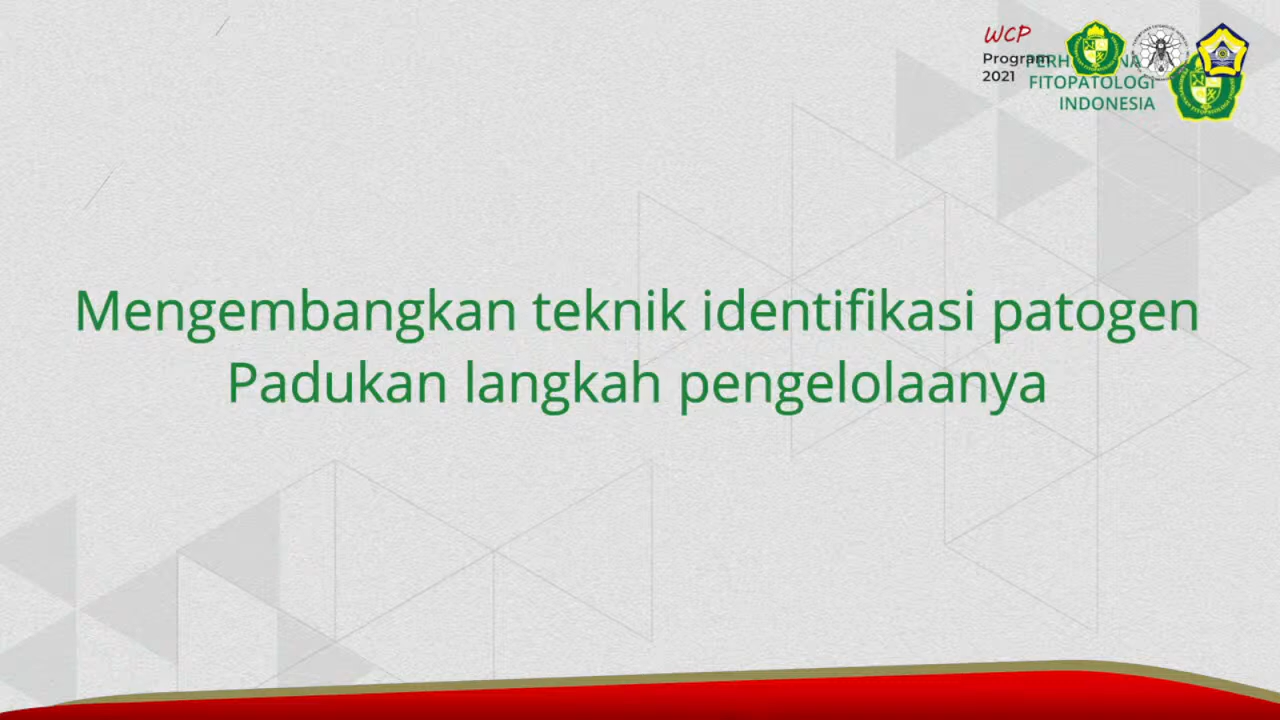 WCP
Program
2021
FITOPATOLOGI
INDONESIA
Mengembangkan teknik identifikasi patogen
Padukan langkah pengelolaanya